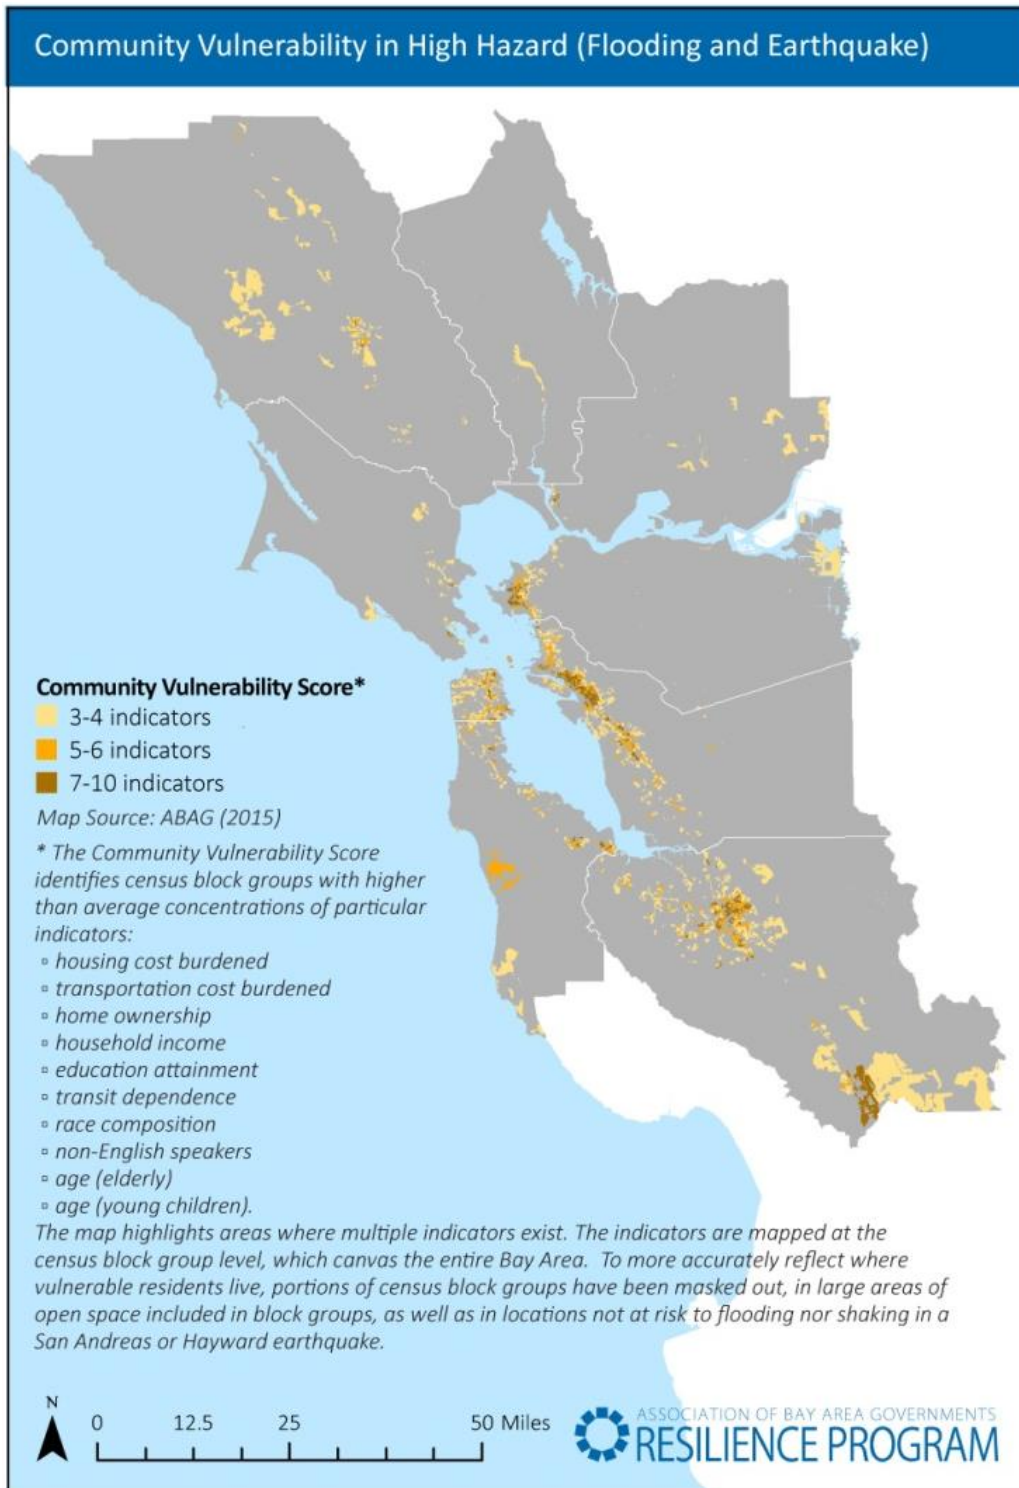 Community Vulnerability in High Hazard (Flooding and Earthquake)
Community Vulnerability Score*
3-4 indicators
5-6 indicators
7-10 indicators
Map Source: ABAG (2015)
* The Community Vulnerability Score
identifies census block groups with higher
than average concentrations of particular
indicators:
▫ housing cost burdened
▫ transportation cost burdened
▫ home ownership
▫ household income
▫ education attainment
▫ transit dependence
▫ race composition
▫ non-English speakers
▫ age (elderly)
▫ age (young children).
The map highlights areas where multiple indicators exist. The indicators are mapped at the
census block group level, which canvas the entire Bay Area. To more accurately reflect where
vulnerable residents live, portions of census block groups have been masked out, in large areas of
open space included in block groups, as well as in locations not at risk to flooding nor shaking in a
San Andreas or Hayward earthquake.
N
0 12.5 25 50 Miles
ASSOCIATION OF BAY AREA GOVERNMENTS
RESILIENCE PROGRAM